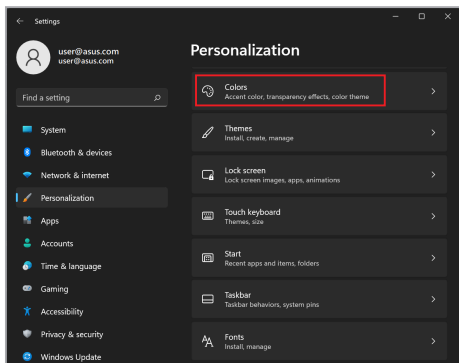 Settings
user@asus.com
user@asus.com
Find a setting
System
Bluetooth & devices
Network & internet
Personalization
Apps
Accounts
Time & language
Gaming
Accessibility
Privacy & security
Windows Update
Personalization
Colors
Accent color, transparency effects, color theme
Themes
Install, create, manage
Lock screen
Lock screen images, apps, animations
Touch keyboard
Themes, size
Start
Recent apps and items, folders
Taskbar
Taskbar behaviors, system pins
Fonts
Install, manage